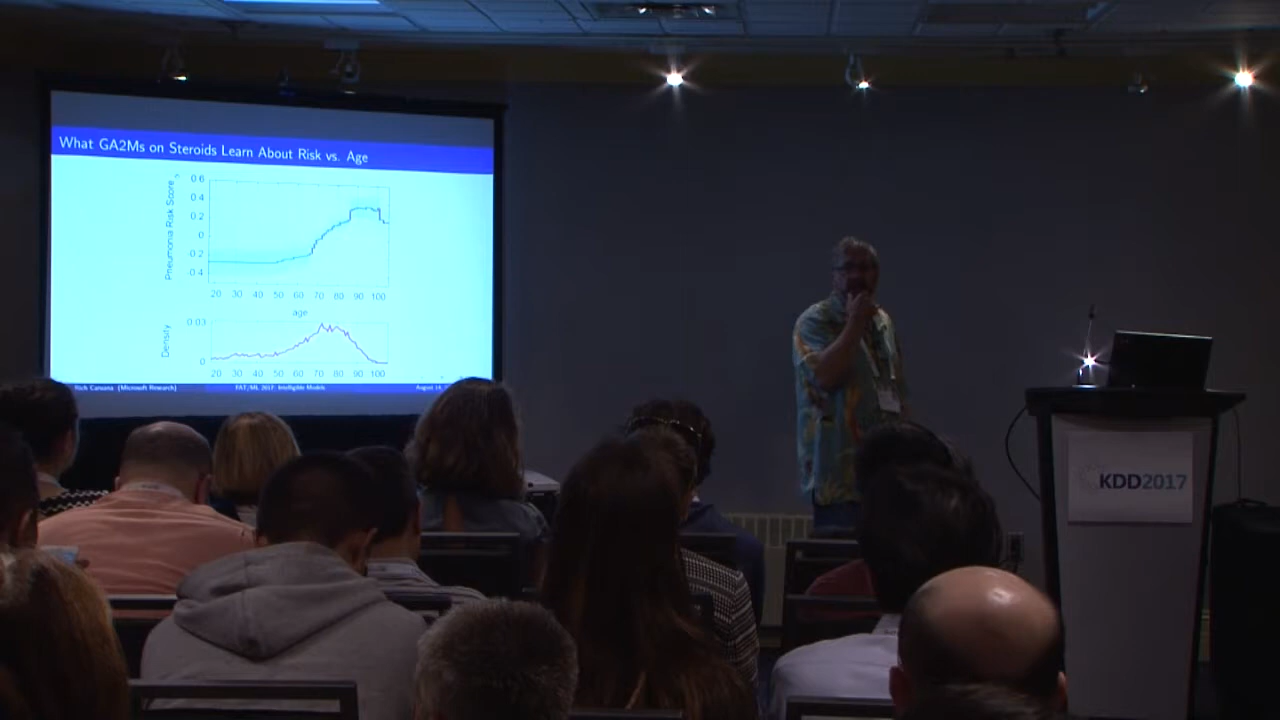 What GA2Ms on Steroids Learn About Risk vs. Age
Pneumonia Risk Score
0.6
0.4
0.2
0
0.2
0.4
20 30 40 50 60 70 80 90 100
age
Density
0.03
0
20 30 40 50 60 70 80 90 100
Rich Caruana (Microsoft Research)
FAT/ML 2017: Intelligible Models
August 14,
KDD2017